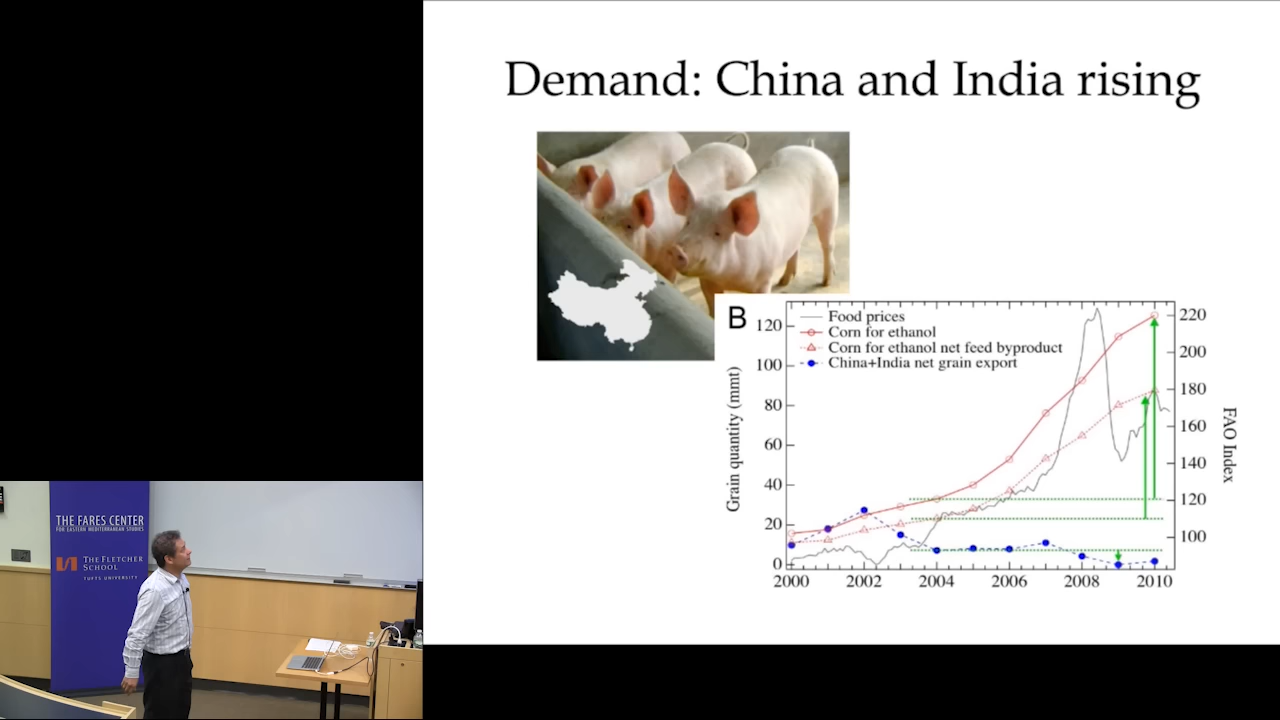 Demand: China and India rising
B
Food prices
Corn for ethanol
Corn for ethanol net feed byproduct
China+India net grain export
Grain quantity (mmt)
120
100
80
60
40
20
0
2000
2002
2004
2006
2008
2010
220
200
180
160
140
120
100
FAO Index
THE FARES CENTER
FOR EASTERN MEDITERRANEAN STUDIES
THE FLETCHER
SCHOOL
TUFTS UNIVERSITY